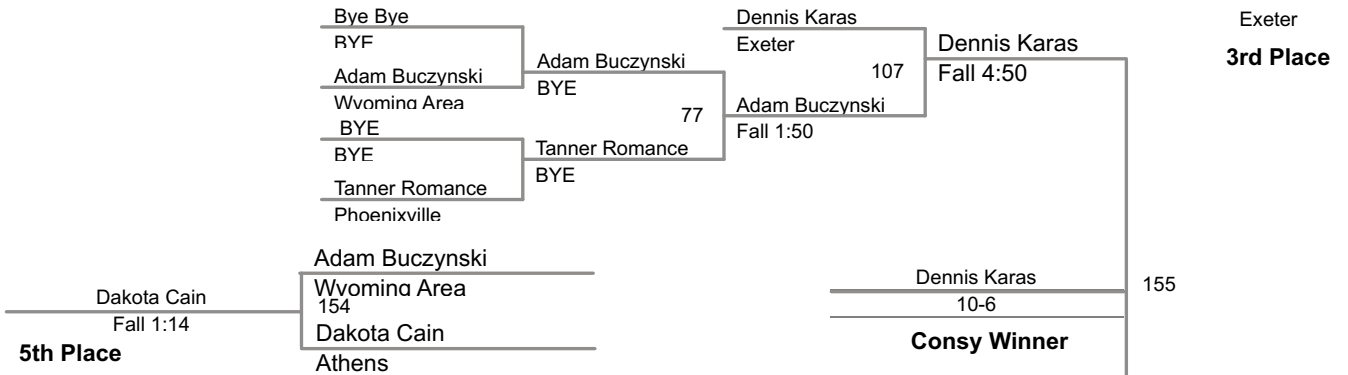 Bye Bye
BYE
Adam Buczynski
Wyoming Area
BYE
BYE
Tanner Romance
Phoenixville
Adam Buczynski
BYE
77
Tanner Romance
BYE
Dennis Karas
Exeter
107
Adam Buczynski
Fall 1:50
Dennis Karas
Fall 4:50
Exeter
3rd Place
Adam Buczynski
Wyoming Area
154
Dakota Cain
Athens
Dakota Cain
Fall 1:14
5th Place
Dennis Karas
10-6
Consy Winner
155